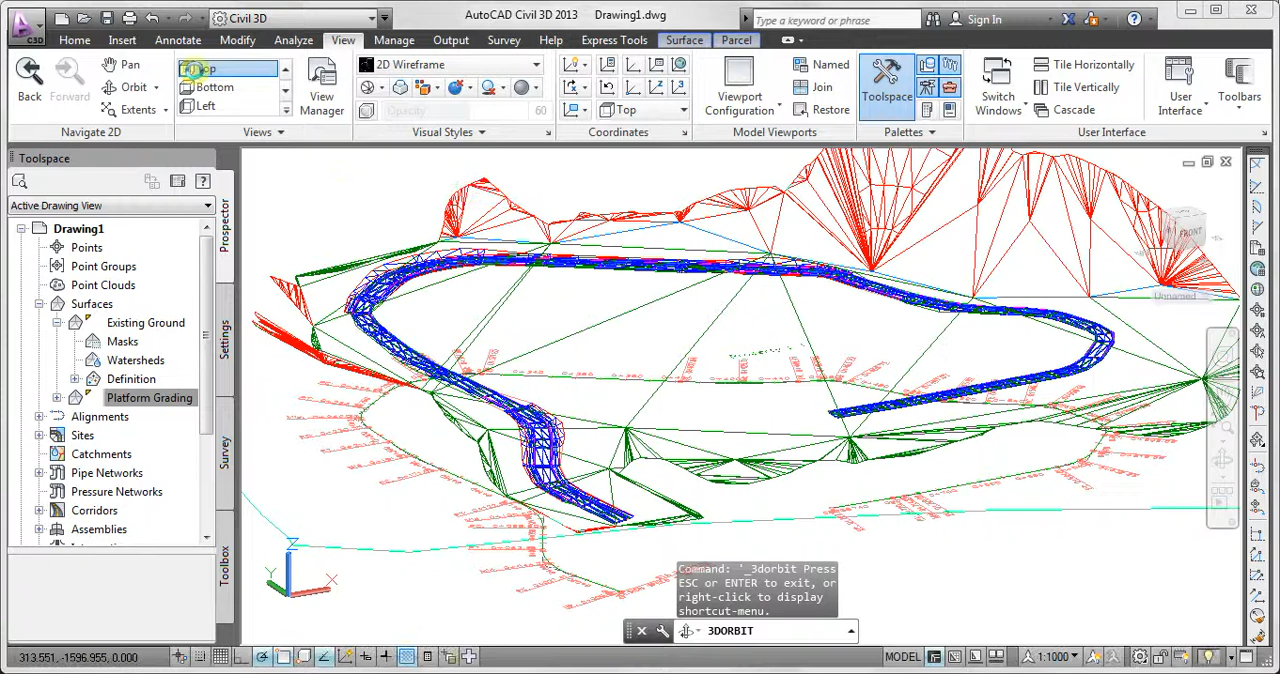 Civil 3D
AutoCAD Civil 3D 2013 Drawing1.dwg
Type a keyword or phrase
Sign In
C3D
Home Insert Annotate Modify Analyze View Manage Output Survey Help Express Tools Surface Parcel
Back
Forward
Pan
Orbit
Extents
Navigate 2D
Top
Bottom
Left
View Manager
Views
2D Wireframe
Opacity 60
Visual Styles
Top
Coordinates
Viewport Configuration
Named
Join
Restore
Model Viewports
Toolspace
Palettes
Switch Windows
Tile Horizontally
Tile Vertically
Cascade
User Interface
Toolbars
User Interface
Toolspace
Active Drawing View
Drawing1
Points
Point Groups
Point Clouds
Surfaces
Existing Ground
Masks
Watersheds
Definition
Platform Grading
Alignments
Sites
Catchments
Pipe Networks
Pressure Networks
Corridors
Assemblies
Prospector
Settings
Survey
Toolbox
FRONT
Unnamed
Z
Y
X
Command: '_3dorbit Press
ESC or ENTER to exit, or
right-click to display
shortcut-menu.
3DORBIT
313.551, -1596.955, 0.000
MODEL
1:1000